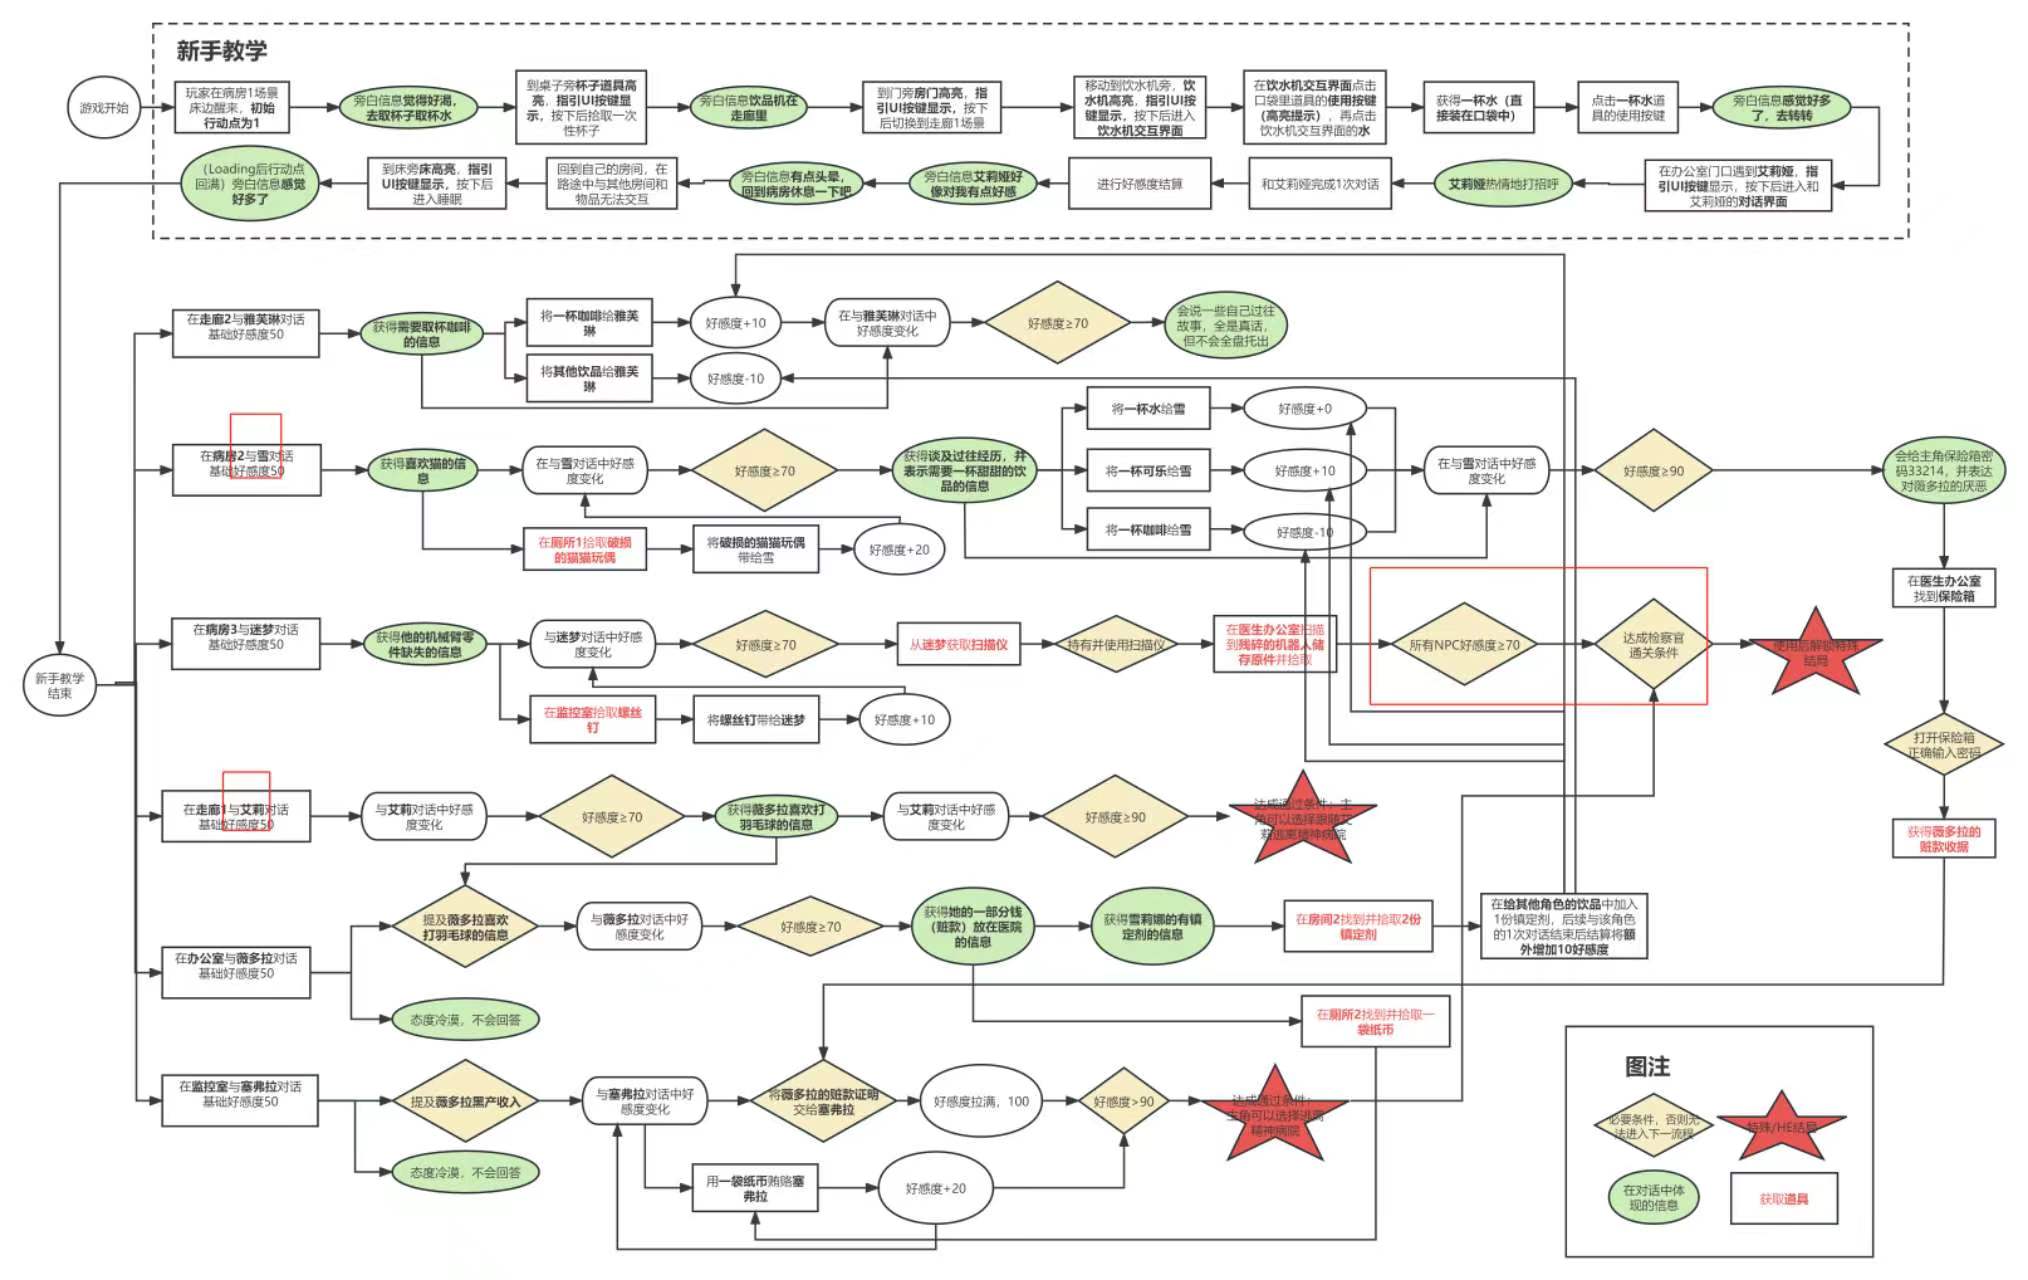 新手教学
游戏开始
玩家在病房1场景
床边醒来，初始
行动点为1
旁白信息觉得好渴，
去取杯子取杯水
到桌子旁杯子道具高
亮，指引UI按键显
示，按下后拾取一次
性杯子
旁白信息饮品机在
走廊里
到门旁房门高亮，指
引UI按键显示，按下
后切换到走廊1场景
移动到饮水机旁，饮
水机高亮，指引UI按
键显示，按下后进入
饮水机交互界面
在饮水机交互界面点击
口袋里道具的使用按键
（高亮提示），再点击
饮水机交互界面的水
获得一杯水（直
接装在口袋中）
点击一杯水道
具的使用按键
旁白信息感觉好多
了，去转转
在办公室门口遇到艾莉娅，指
引UI按键显示，按下后进入和
艾莉娅的对话界面
艾莉娅热情地打招呼
和艾莉娅完成1次对话
进行好感度结算
旁白信息艾莉娅好
像对我有点好感
旁白信息有点头晕，
回到病房休息一下吧
回到自己的房间，在
路途中与其他房间和
物品无法交互
到床旁床高亮，指引
UI按键显示，按下后
进入睡眠
（Loading后行动点
回满）旁白信息感觉
好多了
新手教学
结束
在走廊2与雅芙琳对话
基础好感度50
获得需要取杯咖啡
的信息
将一杯咖啡给雅芙
琳
好感度+10
将其他饮品给雅芙
琳
好感度-10
在与雅芙琳对话中
好感度变化
好感度≥70
会说一些自己过往
故事，全是真话，
但不会全盘托出
在病房2与雪对话
基础好感度50
获得喜欢猫的信
息
在与雪对话中好感
度变化
好感度≥70
获得谈及过往经历，并
表示需要一杯甜甜的饮
品的信息
将一杯水给雪
好感度+0
将一杯可乐给雪
好感度+10
将一杯咖啡给雪
好感度-10
在与雪对话中好感
度变化
好感度≥90
会给主角保险箱密
码33214，并表达
对薇多拉的厌恶
在厕所1拾取破损
的猫猫玩偶
将破损的猫猫玩偶
带给雪
好感度+20
在医生办公室
找到保险箱
打开保险箱
正确输入密码
获得薇多拉的
赃款收据
在病房3与迷梦对话
基础好感度50
获得他的机械臂零
件缺失的信息
与迷梦对话中好感
度变化
好感度≥70
从迷梦获取扫描仪
持有并使用扫描仪
在医生办公室扫描
到残碎的机器人储
存原件并拾取
所有NPC好感度≥70
达成检察官
通关条件
使用后解锁特殊
结局
在监控室拾取螺丝
钉
将螺丝钉带给迷梦
好感度+10
在走廊1与艾莉对话
基础好感度50
与艾莉对话中好感
度变化
好感度≥70
获得薇多拉喜欢打
羽毛球的信息
与艾莉对话中好感
度变化
好感度≥90
达成通过条件：主
角可以选择跟随艾
莉逃离精神病院
在办公室与薇多拉对话
基础好感度50
提及薇多拉喜欢
打羽毛球的信息
与薇多拉对话中好
感度变化
好感度≥70
获得她的一部分钱
（赃款）放在医院
的信息
获得雪莉娜的有镇
定剂的信息
在房间2找到并拾取2份
镇定剂
在给其他角色的饮品中加入
1份镇定剂，后续与该角色
的1次对话结束后结算将额
外增加10好感度
态度冷漠，不会回答
在厕所2找到并拾取一
袋纸币
在监控室与塞弗拉对话
基础好感度50
提及薇多拉黑产收入
与塞弗拉对话中好
感度变化
将薇多拉的赃款证明
交给塞弗拉
好感度拉满，100
好感度>90
达成通过条件：
主角可以选择逃离
精神病院
态度冷漠，不会回答
用一袋纸币贿赂塞
弗拉
好感度+20
图注
必要条件，否则无
法进入下一流程
特殊/HE结局
在对话中体
现的信息
获取道具